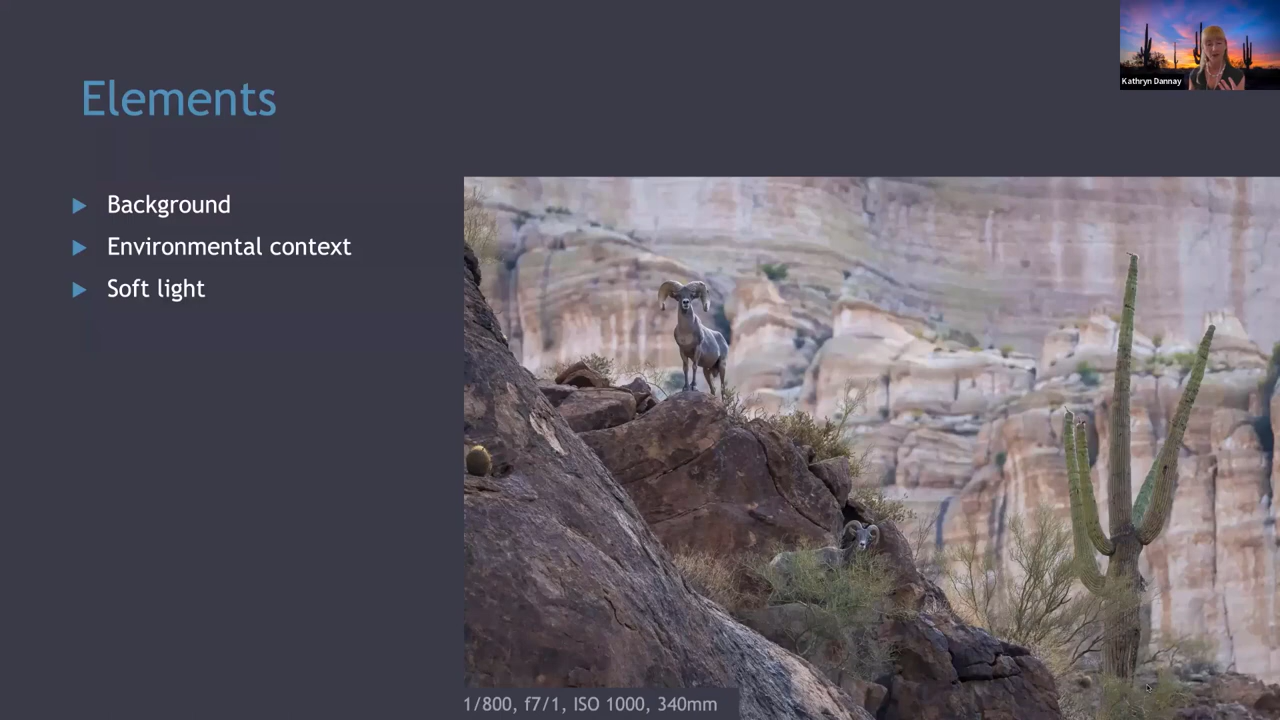 Kathryn Dannay
Elements
Background
Environmental context
Soft light
1/800, f7/1, ISO 1000, 340mm